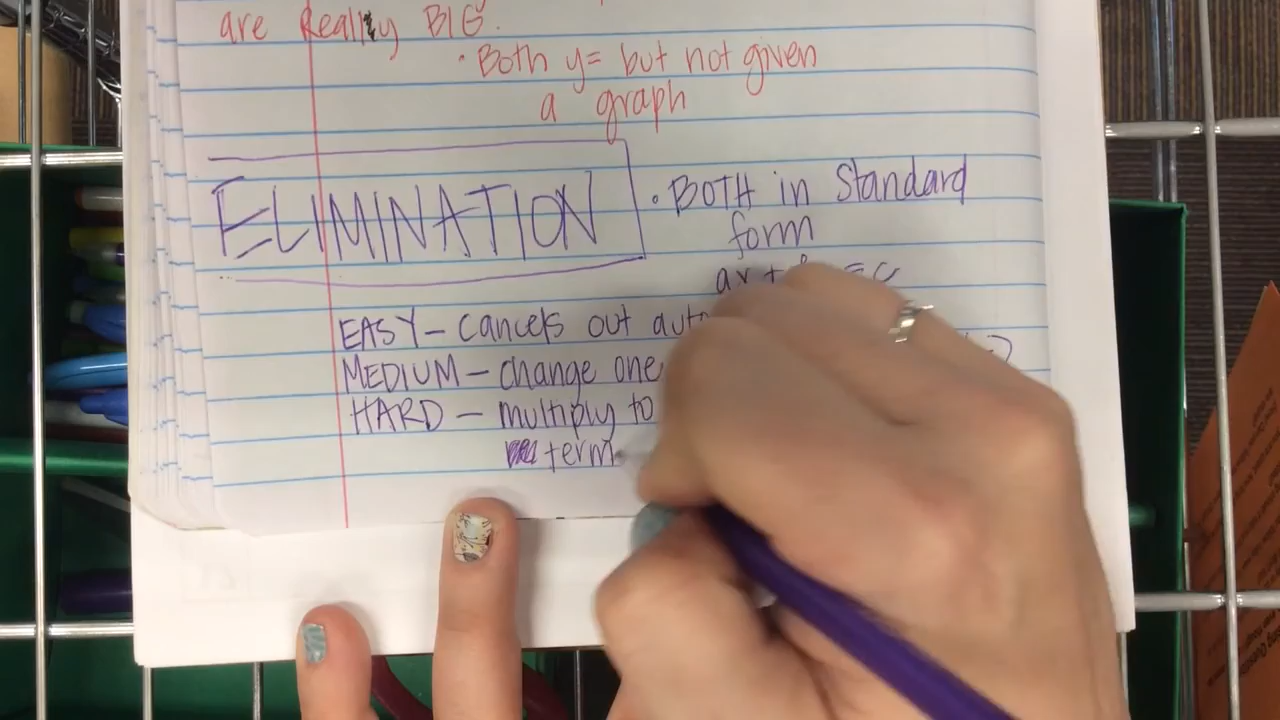 are Really BIG.
• Both y= but not given
a graph
ELIMINATION
• BOTH in Standard
form
EASY – cancels out
MEDIUM – change one
HARD – multiply to
term